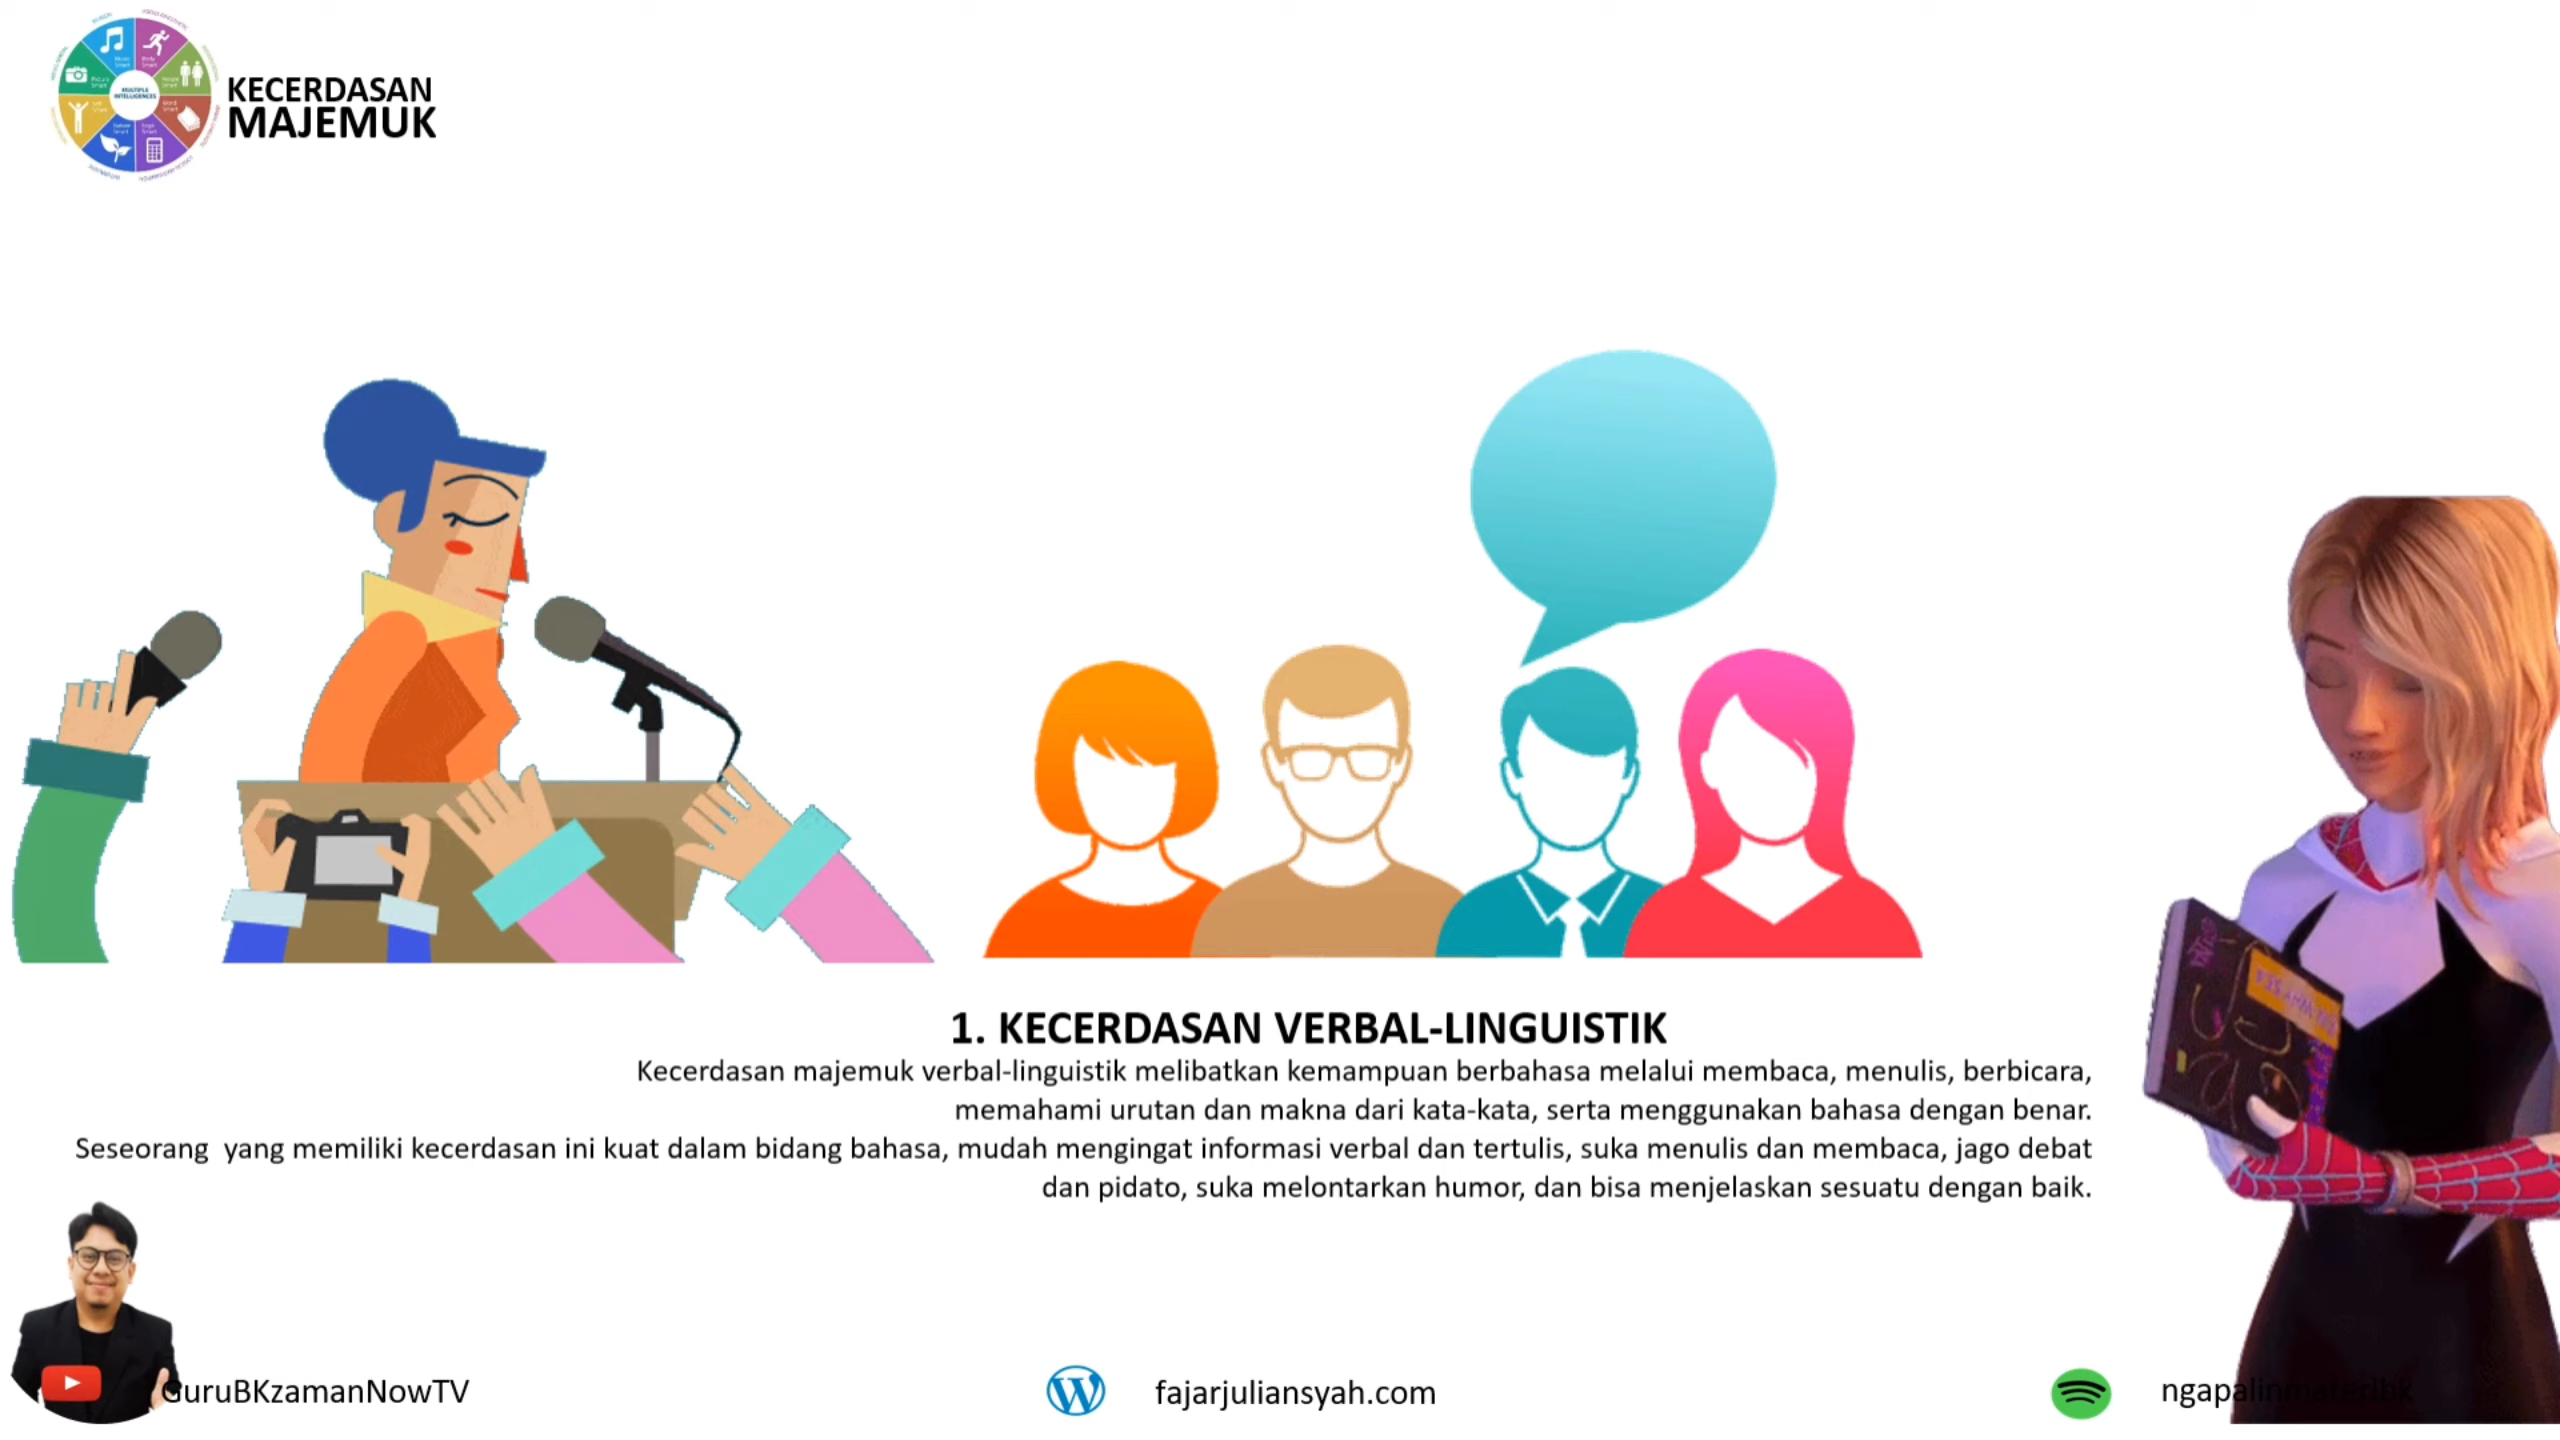 KECERDASAN
MAJEMUK
MULTIPLE
INTELLIGENCES
1. KECERDASAN VERBAL-LINGUISTIK
Kecerdasan majemuk verbal-linguistik melibatkan kemampuan berbahasa melalui membaca, menulis, berbicara,
memahami urutan dan makna dari kata-kata, serta menggunakan bahasa dengan benar.
Seseorang  yang memiliki kecerdasan ini kuat dalam bidang bahasa, mudah mengingat informasi verbal dan tertulis, suka menulis dan membaca, jago debat
dan pidato, suka melontarkan humor, dan bisa menjelaskan sesuatu dengan baik.
GuruBKzamanNowTV
fajarjuliansyah.com
ngapalinmateribk